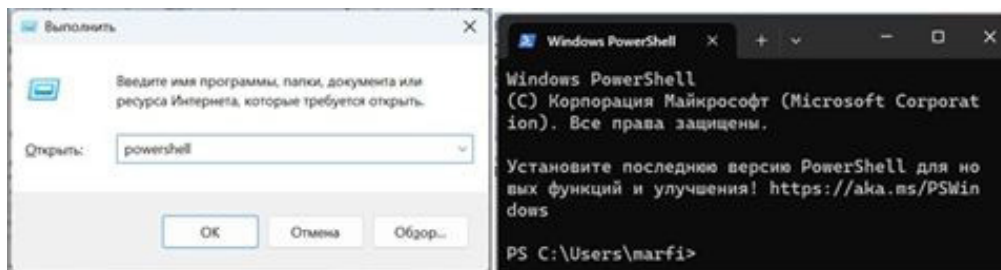 Выполнить
Введите имя программы, папки, документа или
ресурса Интернета, которые требуется открыть.
Открыть:
powershell
ОК
Отмена
Обзор...
Windows PowerShell
Windows PowerShell
(C) Корпорация Майкрософт (Microsoft Corporat
ion). Все права защищены.
Установите последнюю версию PowerShell для но
вых функций и улучшения! https://aka.ms/PSWin
dows
PS C:\Users\marfi>